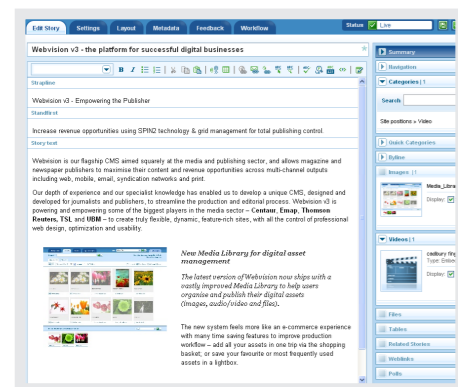 Edit Story Settings Layout Metadata Feedback Workflow Status Live
Webvision v3 - the platform for successful digital businesses
Strapline
Webvision v3 - Empowering the Publisher
Standfirst
Increase revenue opportunities using SPIN2 technology & grid management for total publishing control.
Story text
Webvision is our flagship CMS aimed squarely at the media and publishing sector, and allows magazine and
newspaper publishers to maximise their content and revenue opportunities across multi-channel outputs
including web, mobile, email, syndication networks and print.
Our depth of experience and our specialist knowledge has enabled us to develop a unique CMS, designed and
developed for journalists and publishers, to streamline the production and editorial process. Webvision v3 is
powering and empowering some of the biggest players in the media sector – Centaur, Emap, Thomson
Reuters, TSL and UBM – to create truly flexible, dynamic, feature-rich sites, with all the control of professional
web design, optimization and usability.
New Media Library for digital asset
management
The latest version of Webvision now ships with a
vastly improved Media Library to help users
organise and publish their digital assets
(images, audio/video and files).
The new system feels more like an e-commerce experience
with many time saving features to improve production
workflow – add all your assets in one trip via the shopping
basket; or save your favourite or most frequently used
assets in a lightbox.
Summary
Navigation
Categories | 1
Search:
Site positions » Video
Quick Categories
Byline
Images | 1
Media_Libra
Display:
Videos | 1
cadbury fing
Type: Embed
Display:
Files
Tables
Related Stories
Weblinks
Polls